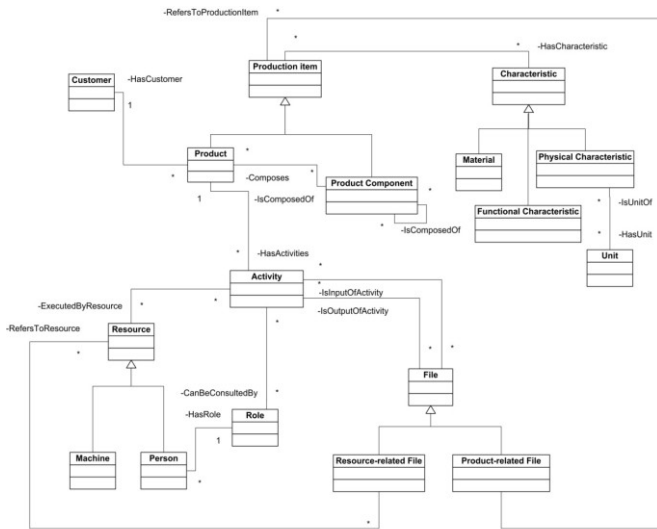 -RefersToProductionItem
*
*
*
-HasCharacteristic
Production item
Characteristic
Customer
-HasCustomer
1
Product
*
*
-Composes
*
Product Component
*
-IsComposedOf
*
-IsComposedOf
1
Material
Physical Characteristic
Functional Characteristic
*
-IsUnitOf
*
-HasUnit
Unit
*
-HasActivities
Activity
*
*
*
-IsInputOfActivity
-IsOutputOfActivity
*
*
-ExecutedByResource
*
-RefersToResource
*
Resource
File
-CanBeConsultedBy
*
-HasRole
1
Role
Machine
Person
*
Resource-related File
Product-related File
*